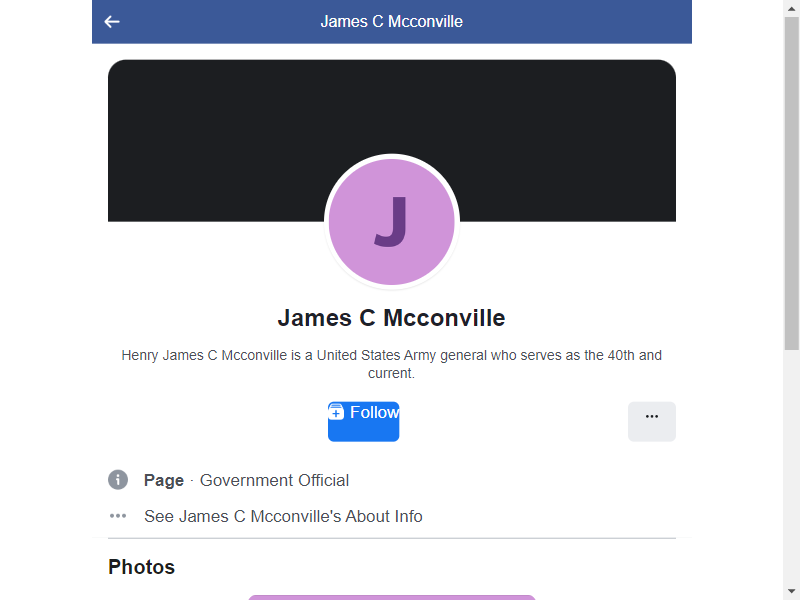 James C Mcconville
J
James C Mcconville
Henry James C Mcconville is a United States Army general who serves as the 40th and
current.
Follow
Page · Government Official
See James C Mcconville's About Info
Photos